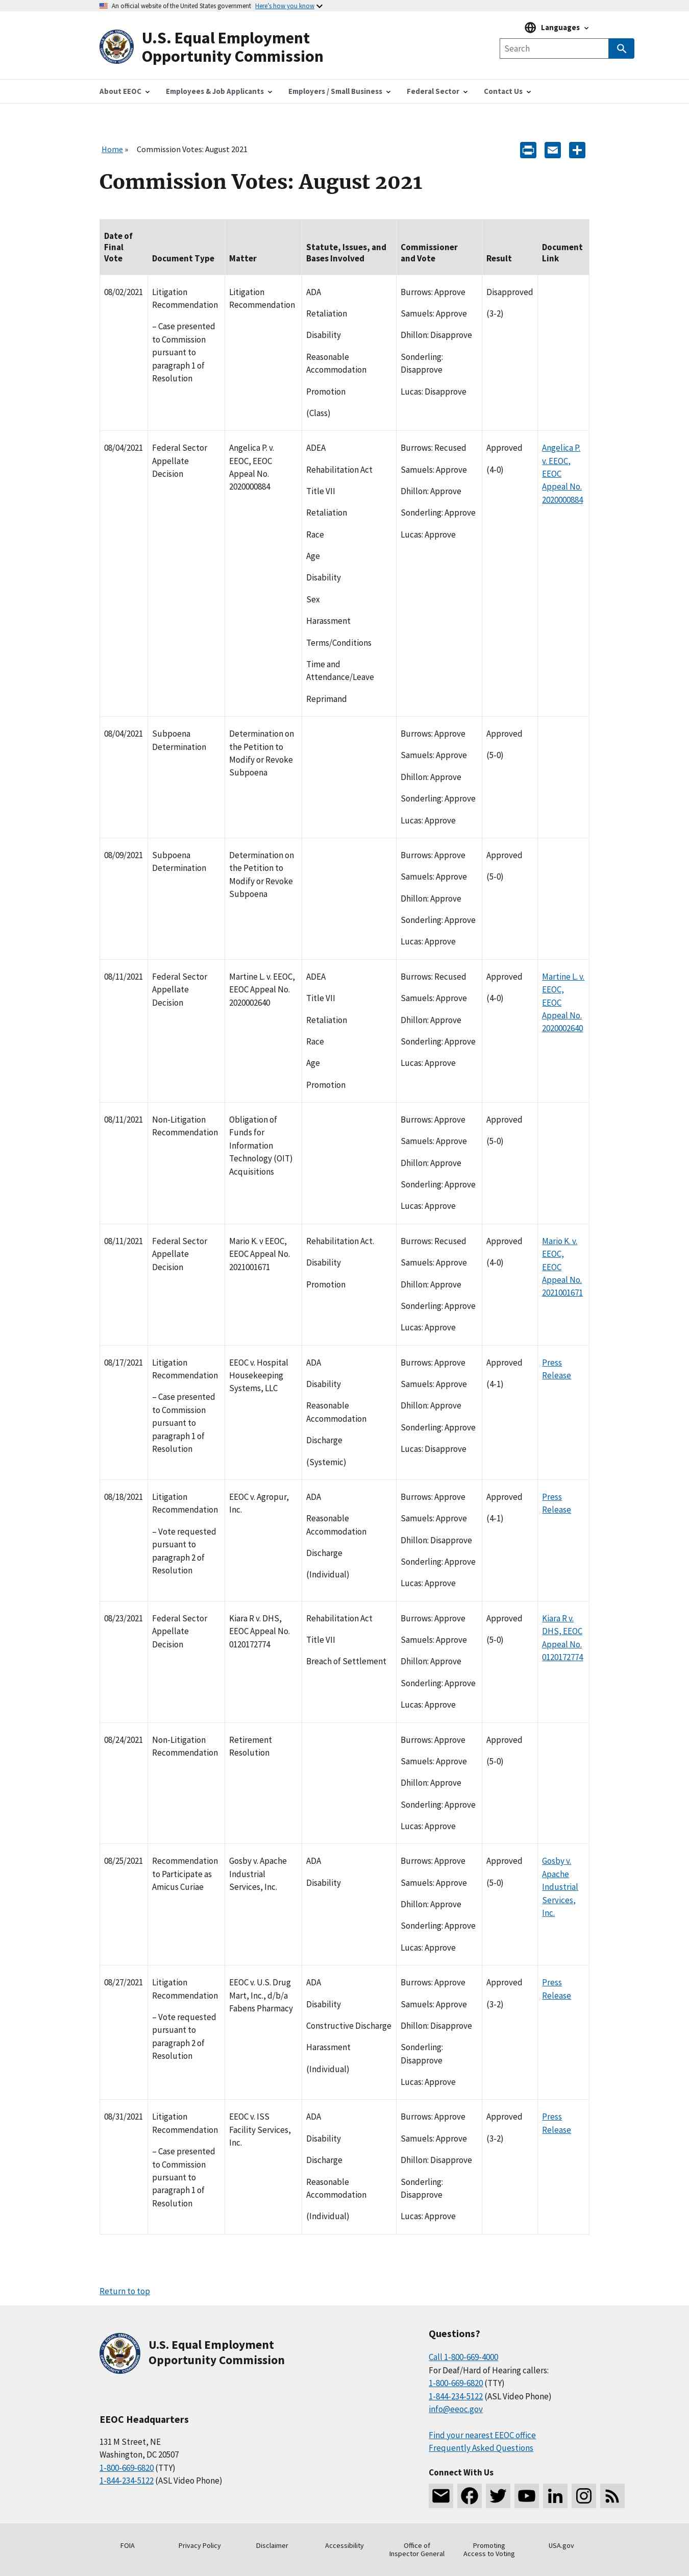 An official website of the United States government Here's how you know
U.S. Equal Employment
Opportunity Commission
Languages
Search
About EEOC
Employees & Job Applicants
Employers / Small Business
Federal Sector
Contact Us
Home » Commission Votes: August 2021
Commission Votes: August 2021
Date of
Final
Vote
Document Type
Matter
Statute, Issues, and
Bases Involved
Commissioner
and Vote
Result
Document
Link
08/02/2021
Litigation
Recommendation
– Case presented
to Commission
pursuant to
paragraph 1 of
Resolution
Litigation
Recommendation
ADA
Retaliation
Disability
Reasonable
Accommodation
Promotion
(Class)
Burrows: Approve
Samuels: Approve
Dhillon: Disapprove
Sonderling:
Disapprove
Lucas: Disapprove
Disapproved
(3-2)
08/04/2021
Federal Sector
Appellate
Decision
Angelica P. v.
EEOC, EEOC
Appeal No.
2020000884
ADEA
Rehabilitation Act
Title VII
Retaliation
Race
Age
Disability
Sex
Harassment
Terms/Conditions
Time and
Attendance/Leave
Reprimand
Burrows: Recused
Samuels: Approve
Dhillon: Approve
Sonderling: Approve
Lucas: Approve
Approved
(4-0)
Angelica P.
v. EEOC,
EEOC
Appeal No.
2020000884
08/04/2021
Subpoena
Determination
Determination on
the Petition to
Modify or Revoke
Subpoena
Burrows: Approve
Samuels: Approve
Dhillon: Approve
Sonderling: Approve
Lucas: Approve
Approved
(5-0)
08/09/2021
Subpoena
Determination
Determination on
the Petition to
Modify or Revoke
Subpoena
Burrows: Approve
Samuels: Approve
Dhillon: Approve
Sonderling: Approve
Lucas: Approve
Approved
(5-0)
08/11/2021
Federal Sector
Appellate
Decision
Martine L. v. EEOC,
EEOC Appeal No.
2020002640
ADEA
Title VII
Retaliation
Race
Age
Promotion
Burrows: Recused
Samuels: Approve
Dhillon: Approve
Sonderling: Approve
Lucas: Approve
Approved
(4-0)
Martine L. v.
EEOC,
EEOC
Appeal No.
2020002640
08/11/2021
Non-Litigation
Recommendation
Obligation of
Funds for
Information
Technology (OIT)
Acquisitions
Burrows: Approve
Samuels: Approve
Dhillon: Approve
Sonderling: Approve
Lucas: Approve
Approved
(5-0)
08/11/2021
Federal Sector
Appellate
Decision
Mario K. v EEOC,
EEOC Appeal No.
2021001671
Rehabilitation Act.
Disability
Promotion
Burrows: Recused
Samuels: Approve
Dhillon: Approve
Sonderling: Approve
Lucas: Approve
Approved
(4-0)
Mario K. v.
EEOC,
EEOC
Appeal No.
2021001671
08/17/2021
Litigation
Recommendation
– Case presented
to Commission
pursuant to
paragraph 1 of
Resolution
EEOC v. Hospital
Housekeeping
Systems, LLC
ADA
Disability
Reasonable
Accommodation
Discharge
(Systemic)
Burrows: Approve
Samuels: Approve
Dhillon: Approve
Sonderling: Approve
Lucas: Disapprove
Approved
(4-1)
Press
Release
08/18/2021
Litigation
Recommendation
– Vote requested
pursuant to
paragraph 2 of
Resolution
EEOC v. Agropur,
Inc.
ADA
Reasonable
Accommodation
Discharge
(Individual)
Burrows: Approve
Samuels: Approve
Dhillon: Disapprove
Sonderling: Approve
Lucas: Approve
Approved
(4-1)
Press
Release
08/23/2021
Federal Sector
Appellate
Decision
Kiara R v. DHS,
EEOC Appeal No.
0120172774
Rehabilitation Act
Title VII
Breach of Settlement
Burrows: Approve
Samuels: Approve
Dhillon: Approve
Sonderling: Approve
Lucas: Approve
Approved
(5-0)
Kiara R v.
DHS, EEOC
Appeal No.
0120172774
08/24/2021
Non-Litigation
Recommendation
Retirement
Resolution
Burrows: Approve
Samuels: Approve
Dhillon: Approve
Sonderling: Approve
Lucas: Approve
Approved
(5-0)
08/25/2021
Recommendation
to Participate as
Amicus Curiae
Gosby v. Apache
Industrial
Services, Inc.
ADA
Disability
Burrows: Approve
Samuels: Approve
Dhillon: Approve
Sonderling: Approve
Lucas: Approve
Approved
(5-0)
Gosby v.
Apache
Industrial
Services,
Inc.
08/27/2021
Litigation
Recommendation
– Vote requested
pursuant to
paragraph 2 of
Resolution
EEOC v. U.S. Drug
Mart, Inc., d/b/a
Fabens Pharmacy
ADA
Disability
Constructive Discharge
Harassment
(Individual)
Burrows: Approve
Samuels: Approve
Dhillon: Disapprove
Sonderling:
Disapprove
Lucas: Approve
Approved
(3-2)
Press
Release
08/31/2021
Litigation
Recommendation
– Case presented
to Commission
pursuant to
paragraph 1 of
Resolution
EEOC v. ISS
Facility Services,
Inc.
ADA
Disability
Discharge
Reasonable
Accommodation
(Individual)
Burrows: Approve
Samuels: Approve
Dhillon: Disapprove
Sonderling:
Disapprove
Lucas: Approve
Approved
(3-2)
Press
Release
Return to top
U.S. Equal Employment
Opportunity Commission
EEOC Headquarters
131 M Street, NE
Washington, DC 20507
1-800-669-6820 (TTY)
1-844-234-5122 (ASL Video Phone)
Questions?
Call 1-800-669-4000
For Deaf/Hard of Hearing callers:
1-800-669-6820 (TTY)
1-844-234-5122 (ASL Video Phone)
info@eeoc.gov
Find your nearest EEOC office
Frequently Asked Questions
Connect With Us
FOIA
Privacy Policy
Disclaimer
Accessibility
Office of
Inspector General
Promoting
Access to Voting
USA.gov